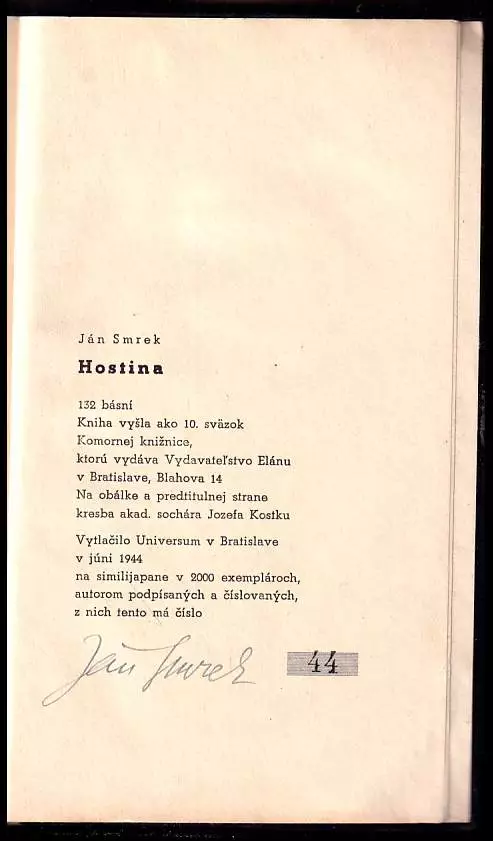 Ján Smrek
Hostina
132 básní
Kniha vyšla ako 10. sväzok
Komornej knižnice,
ktorú vydáva Vydavateľstvo Elánu
v Bratislave, Blahova 14
Na obálke a predtitulnej strane
kresba akad. sochára Jozefa Kostku
Vytlačilo Universum v Bratislave
v júni 1944
na similijapane v 2000 exemplároch,
autorom podpísaných a číslovaných,
z nich tento má číslo
Ján Smrek 44